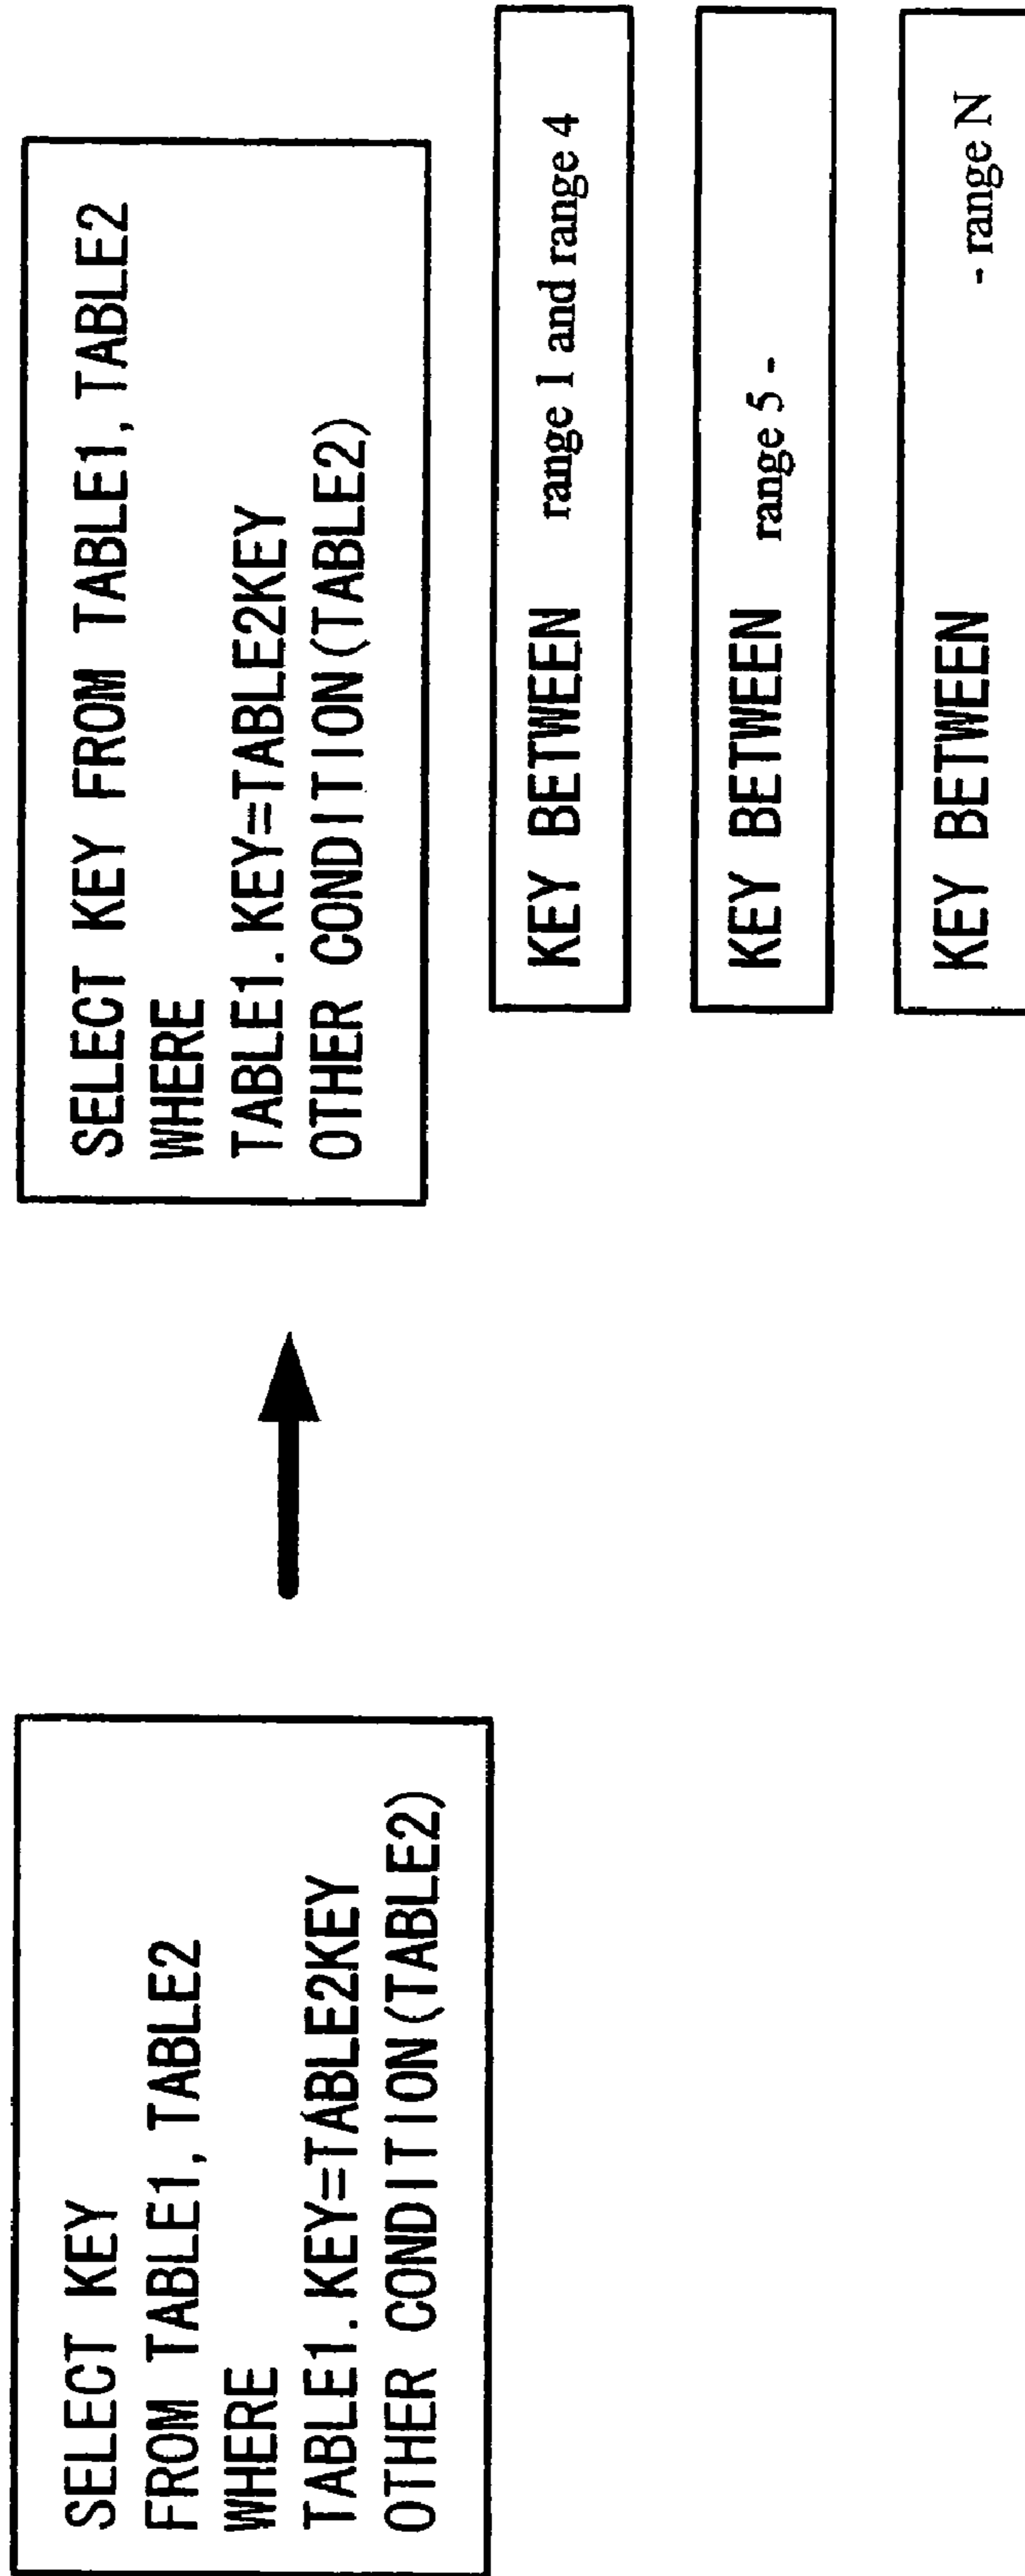 SELECT KEY
FROM TABLE1, TABLE2
WHERE
TABLE1. KEY=TABLE2KEY
OTHER CONDITION(TABLE2)
SELECT KEY FROM TABLE1, TABLE2
WHERE
TABLE1. KEY=TABLE2KEY
OTHER CONDITION(TABLE2)
KEY BETWEEN range 1 and range 4
KEY BETWEEN range 5 -
KEY BETWEEN - range N